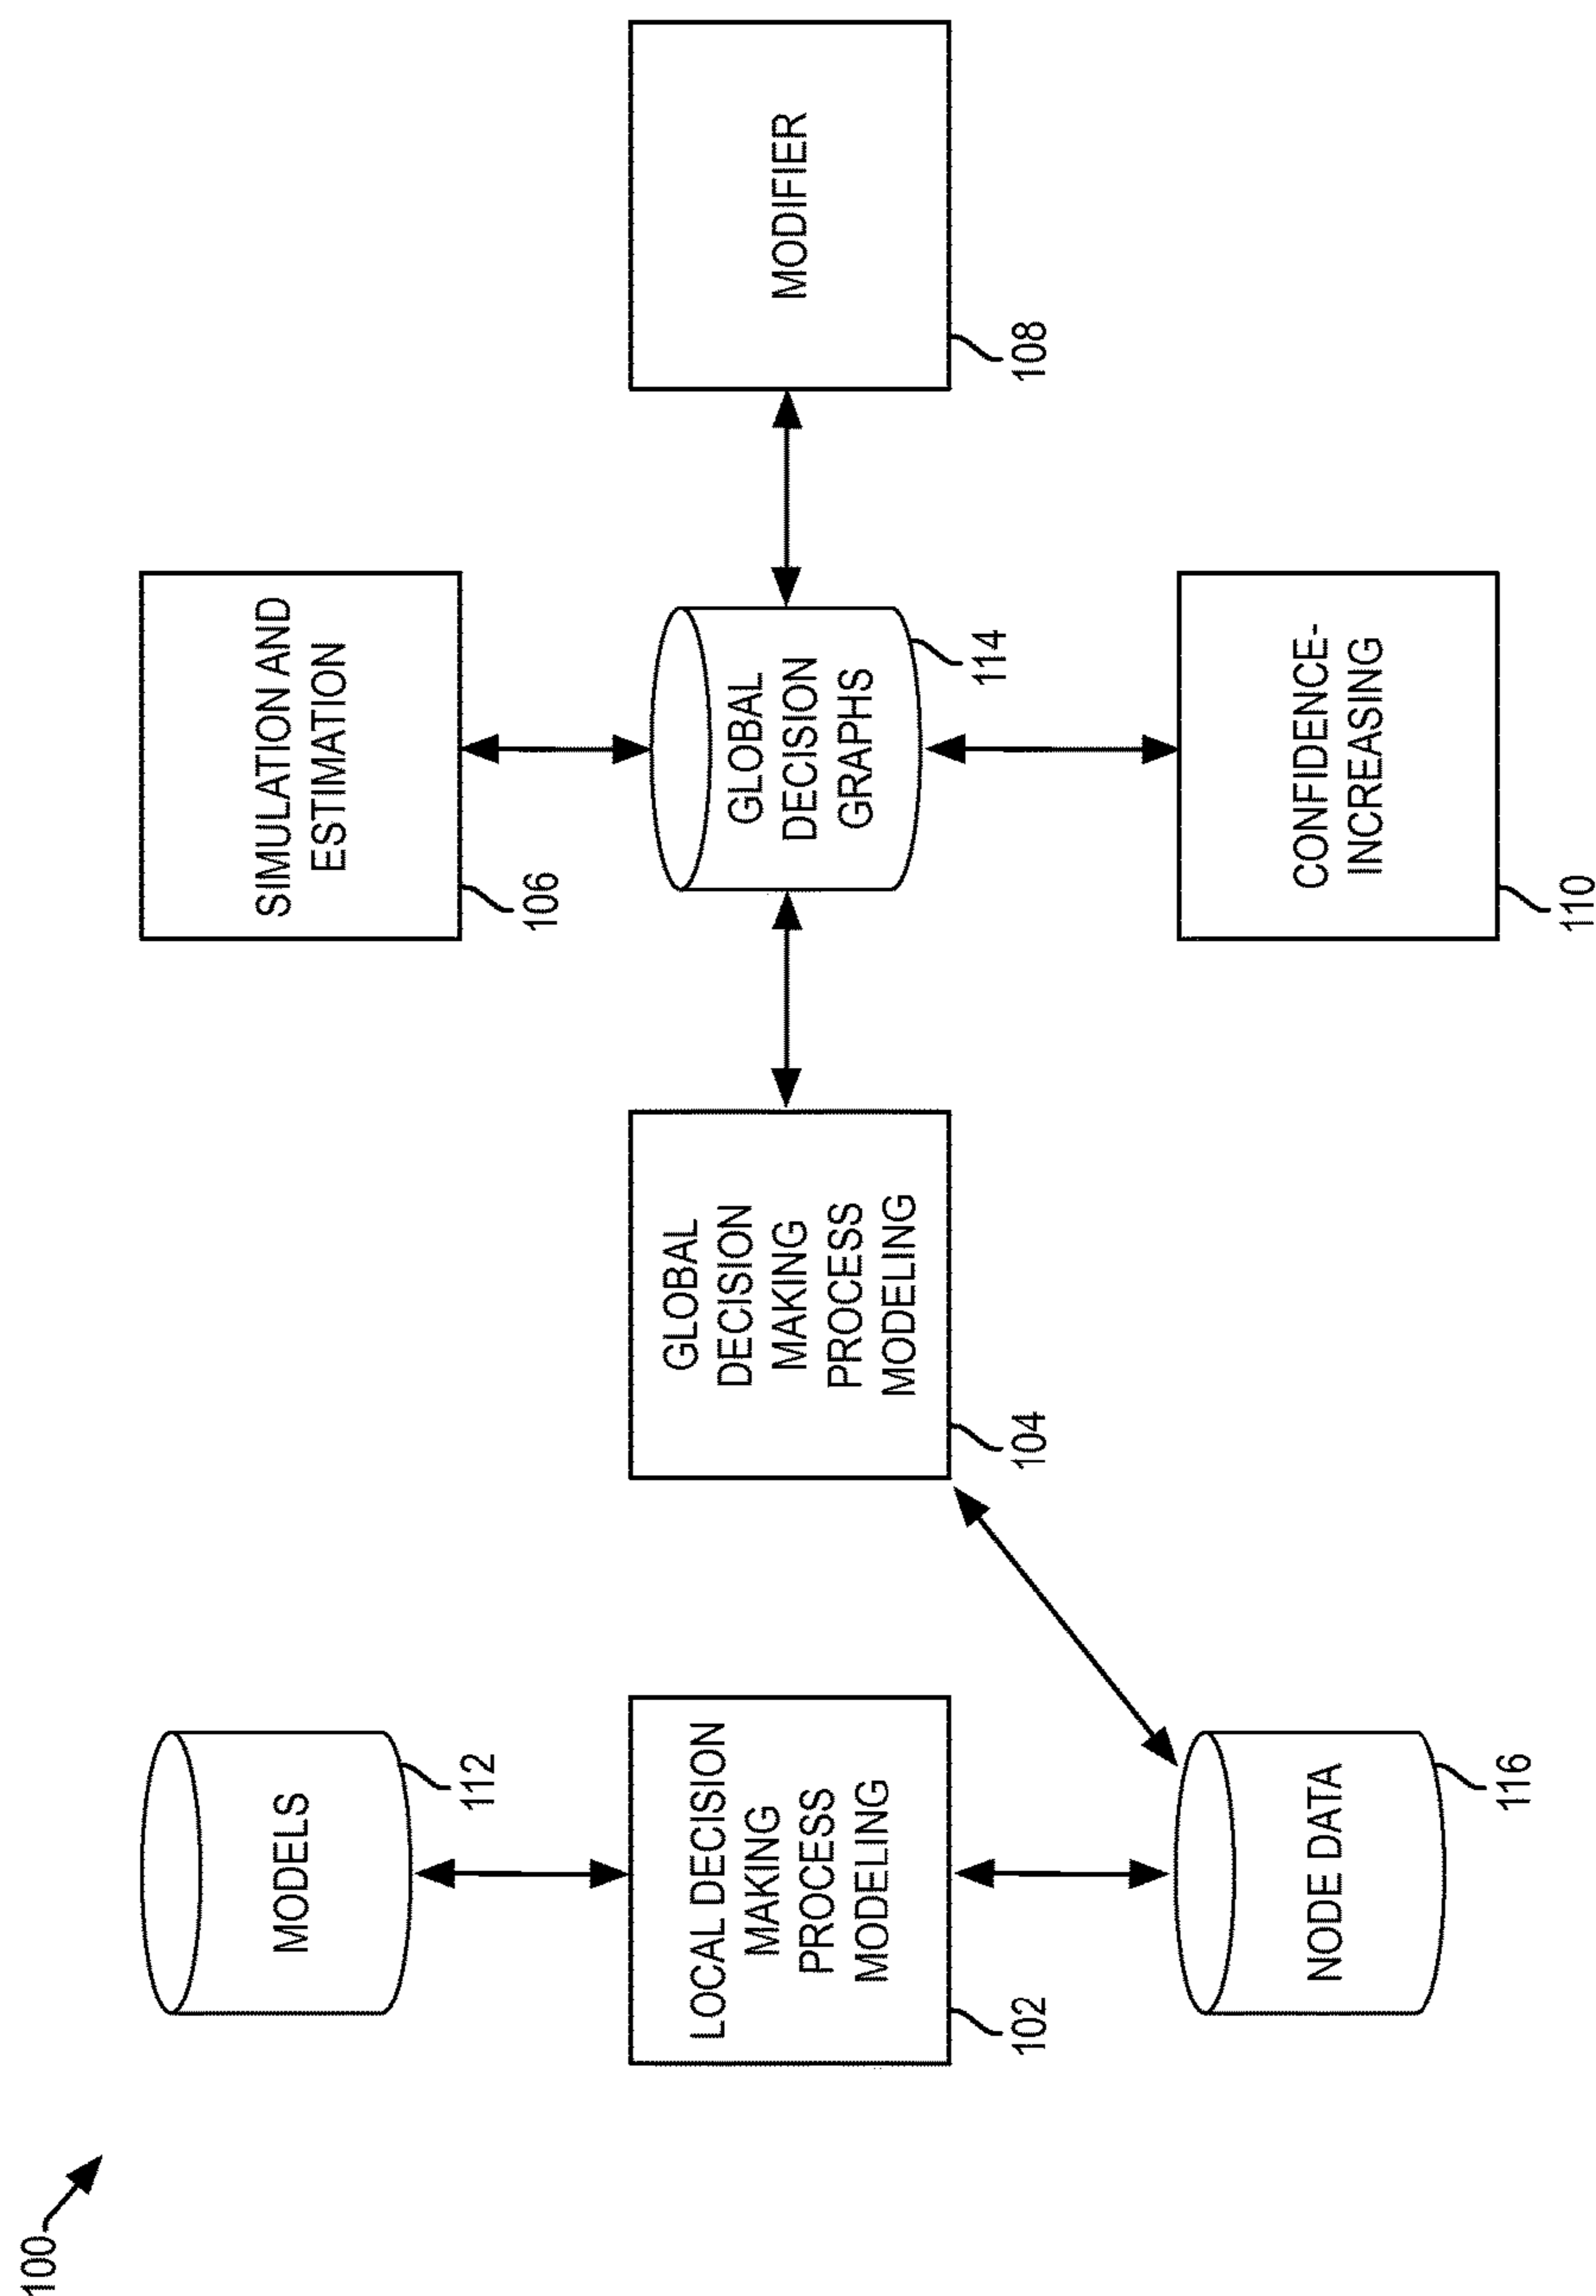 100
MODELS
112
LOCAL DECISION
MAKING
PROCESS
MODELING
102
NODE DATA
116
GLOBAL
DECISION
MAKING
PROCESS
MODELING
104
SIMULATION AND
ESTIMATION
106
GLOBAL
DECISION
GRAPHS
114
CONFIDENCE-
INCREASING
110
MODIFIER
108